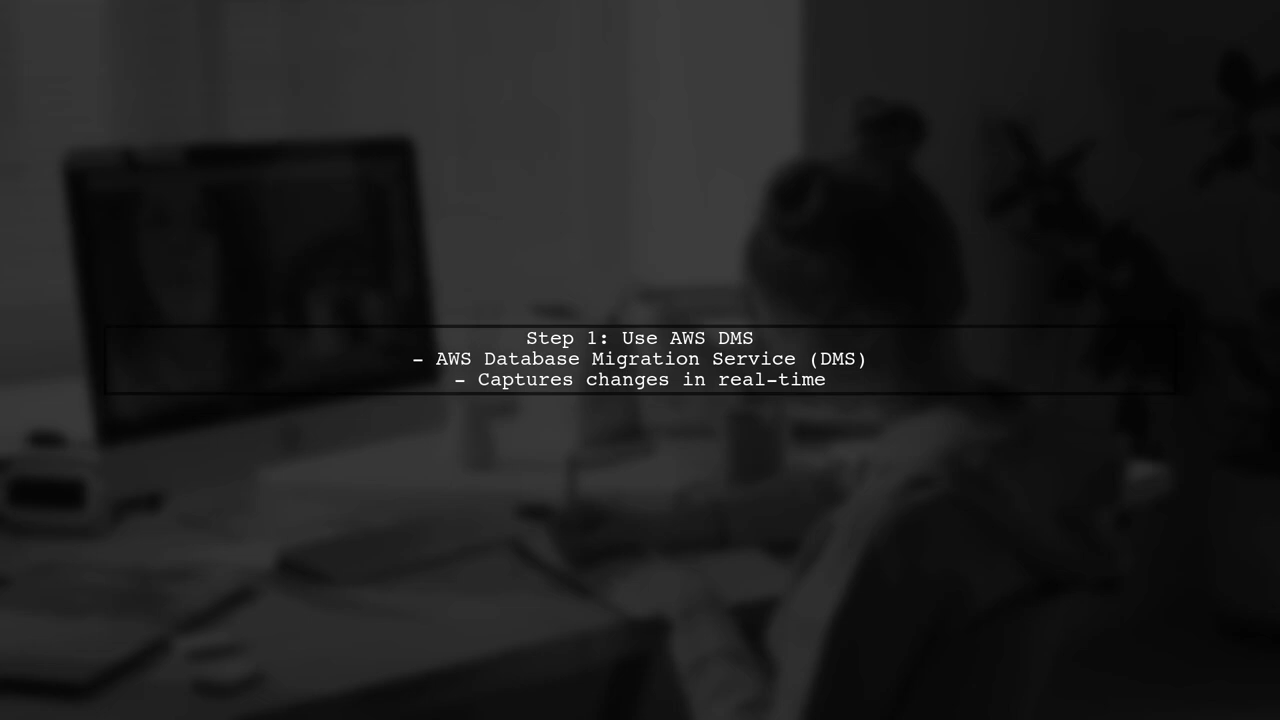 Step 1: Use AWS DMS
- AWS Database Migration Service (DMS)
- Captures changes in real-time